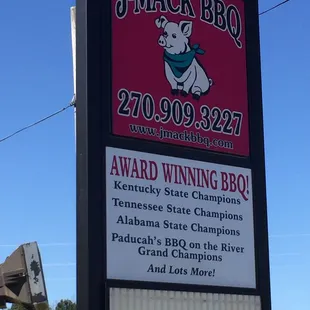 J-MACK BBQ
270.909.3227
www.jmackbbq.com
AWARD WINNING BBQ!
Kentucky State Champions
Tennessee State Champions
Alabama State Champions
Paducah's BBQ on the River
Grand Champions
And Lots More!